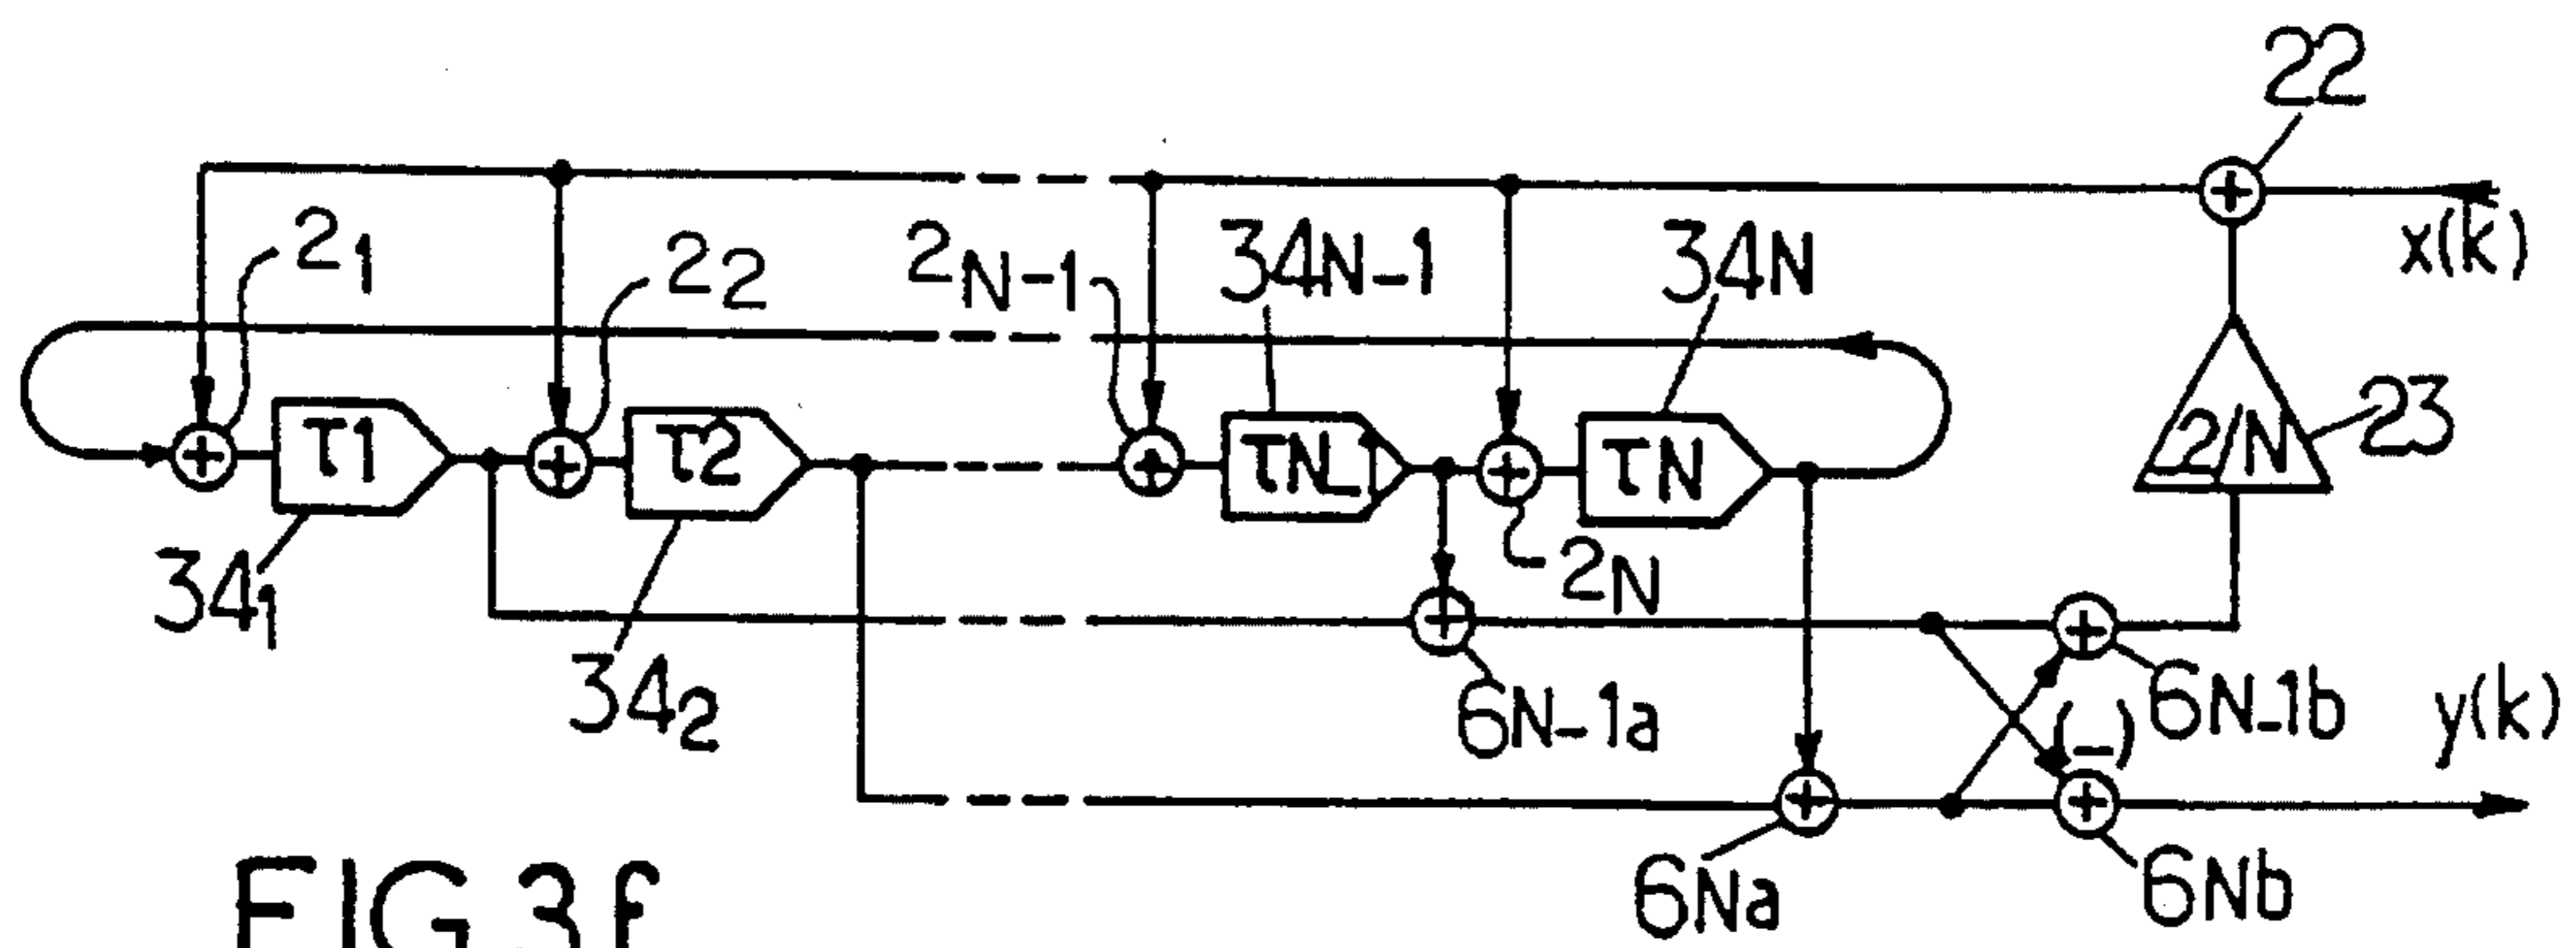 22
x(k)
2₁
2₂
2N-1
34N-1
34N
τ1
τ2
τN-1
τN
2/N
23
34₁
34₂
2N
6N-1a
6N-1b
(-)
y(k)
6Na
6Nb
FIG.3f